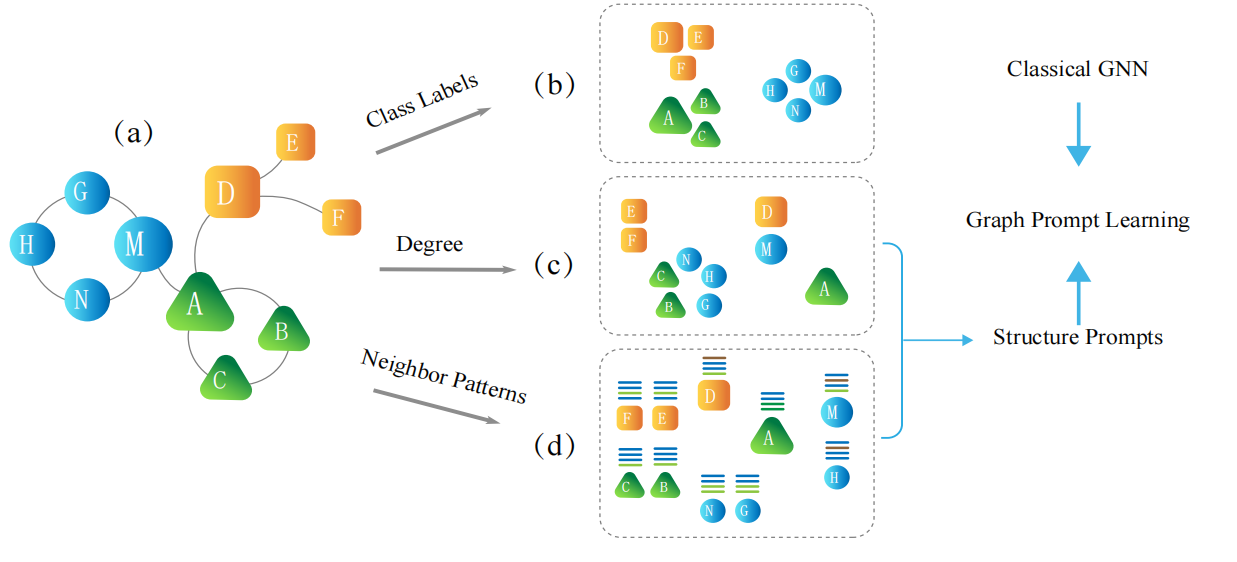 (a)
G
H
M
N
A
B
C
D
E
F
Class Labels
Degree
Neighbor Patterns
(b)
D E
F
A B
C
G
H M
N
(c)
E
F
D
M
N
C H
B G
A
(d)
D
F E
A
M
H
C B
N G
Classical GNN
Graph Prompt Learning
Structure Prompts